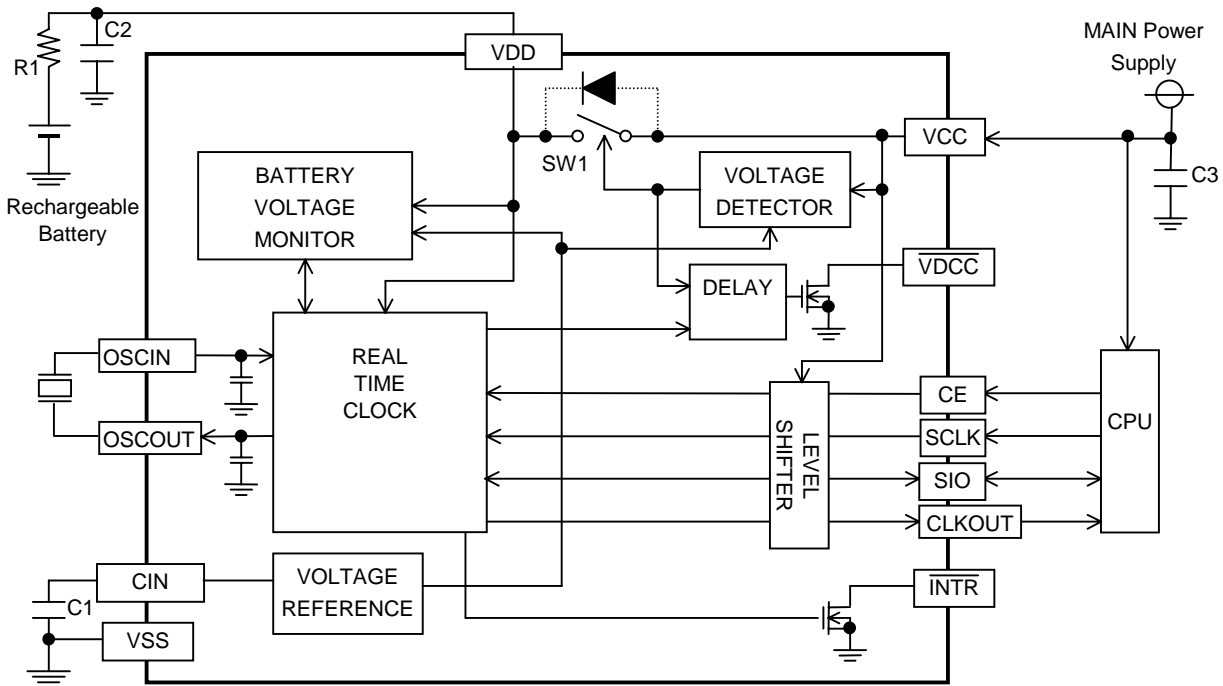 C2
R1
VDD
MAIN Power
Supply
VCC
C3
SW1
Rechargeable
Battery
BATTERY
VOLTAGE
MONITOR
VOLTAGE
DETECTOR
VDCC
DELAY
OSCIN
OSCOUT
REAL
TIME
CLOCK
LEVEL
SHIFTER
CE
SCLK
SIO
CLKOUT
CPU
CIN
C1
VSS
VOLTAGE
REFERENCE
INTR